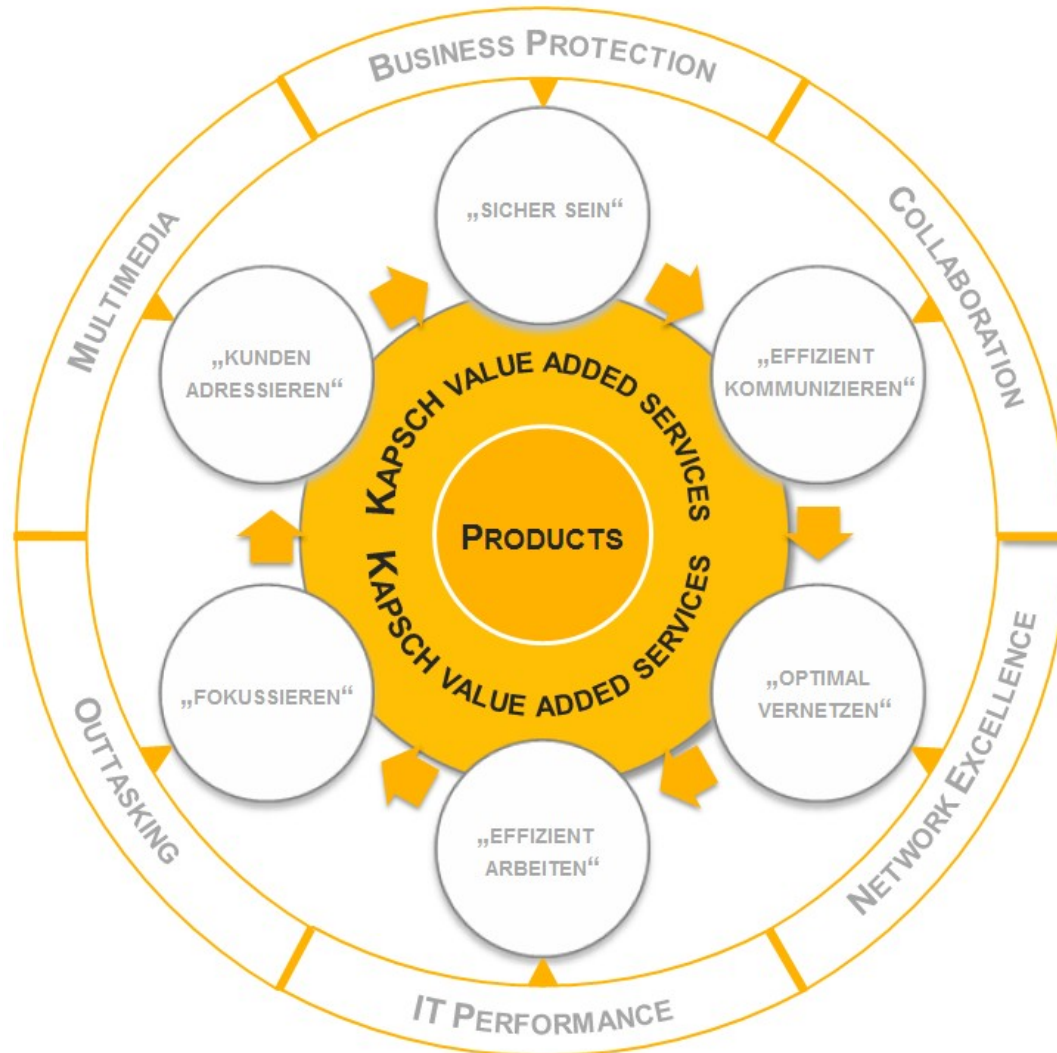 BUSINESS PROTECTION
COLLABORATION
NETWORK EXCELLENCE
IT PERFORMANCE
OUTTASKING
MULTIMEDIA
„SICHER SEIN“
„EFFIZIENT
KOMMUNIZIEREN“
„OPTIMAL
VERNETZEN“
„EFFIZIENT
ARBEITEN“
„FOKUSSIEREN“
„KUNDEN
ADRESSIEREN“
KAPSCH VALUE ADDED SERVICES
PRODUCTS
KAPSCH VALUE ADDED SERVICES